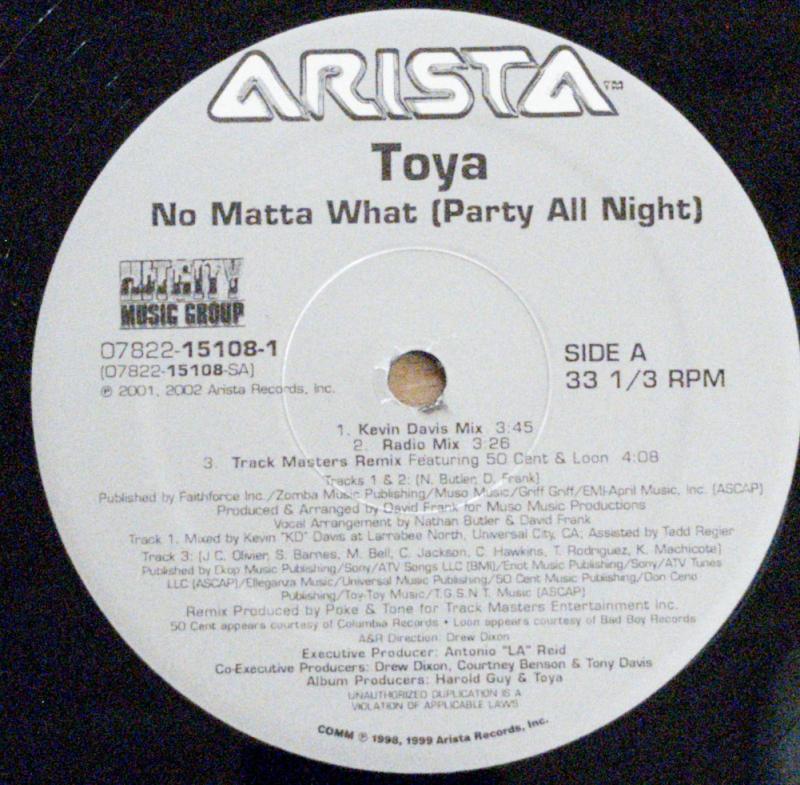 ARISTA™
Toya
No Matta What (Party All Night)
HITCITY
MUSIC GROUP
07822-15108-1
(07822-15108-SA)
℗ 2001, 2002 Arista Records, Inc.
SIDE A
33 1/3 RPM
1. Kevin Davis Mix 3:45
2. Radio Mix 3:26
3. Track Masters Remix Featuring 50 Cent & Loon 4:08
Tracks 1 & 2: (N. Butler, D. Frank)
Published by Faithforce Inc./Zomba Music Publishing/Muso Music/Griff Griff/EMI-April Music, Inc. (ASCAP)
Produced & Arranged by David Frank for Muso Music Productions
Vocal Arrangement by Nathan Butler & David Frank
Track 1. Mixed by Kevin "KD" Davis at Larrabee North, Universal City, CA; Assisted by Tadd Regier
Track 3: (J.C. Olivier, S. Barnes, M. Bell, C. Jackson, C. Hawkins, T. Rodriguez, K. Machicote)
Published by Ekop Music Publishing/Sony/ATV Songs LLC (BMI)/Enot Music Publishing/Sony/ATV Tunes
LLC (ASCAP)/Elleganza Music/Universal Music Publishing/50 Cent Music Publishing/Don Ceno
Publishing/Toy-Toy Music/T.G.S.N.T. Music (ASCAP)
Remix Produced by Poke & Tone for Track Masters Entertainment Inc.
50 Cent appears courtesy of Columbia Records • Loon appears courtesy of Bad Boy Records
A&R Direction: Drew Dixon
Executive Producer: Antonio "LA" Reid
Co-Executive Producers: Drew Dixon, Courtney Benson & Tony Davis
Album Producers: Harold Guy & Toya
UNAUTHORIZED DUPLICATION IS A
VIOLATION OF APPLICABLE LAWS
COMM ℗ 1998, 1999 Arista Records, Inc.